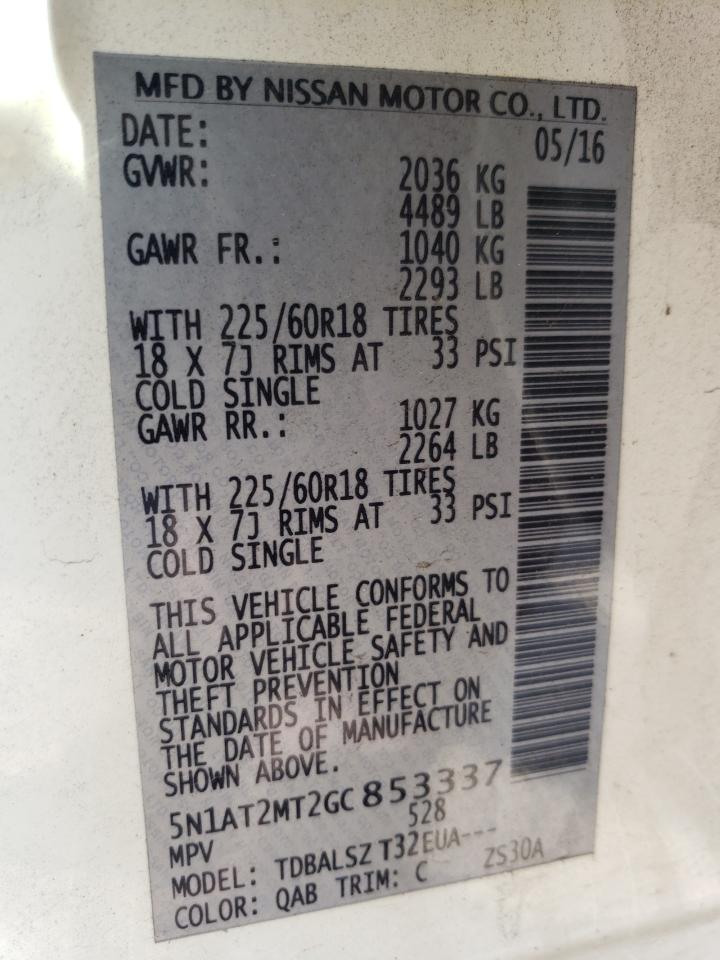 MFD BY NISSAN MOTOR CO., LTD.
DATE: 05/16
GVWR: 2036 KG
4489 LB
GAWR FR.: 1040 KG
2293 LB
WITH 225/60R18 TIRES
18 X 7J RIMS AT 33 PSI
COLD SINGLE
GAWR RR.: 1027 KG
2264 LB
WITH 225/60R18 TIRES
18 X 7J RIMS AT 33 PSI
COLD SINGLE
THIS VEHICLE CONFORMS TO
ALL APPLICABLE FEDERAL
MOTOR VEHICLE SAFETY AND
THEFT PREVENTION
STANDARDS IN EFFECT ON
THE DATE OF MANUFACTURE
SHOWN ABOVE.
5N1AT2MT2GC853337
MPV 528
MODEL: TDBALSZ T32EUA---
COLOR: QAB TRIM: C ZS30A